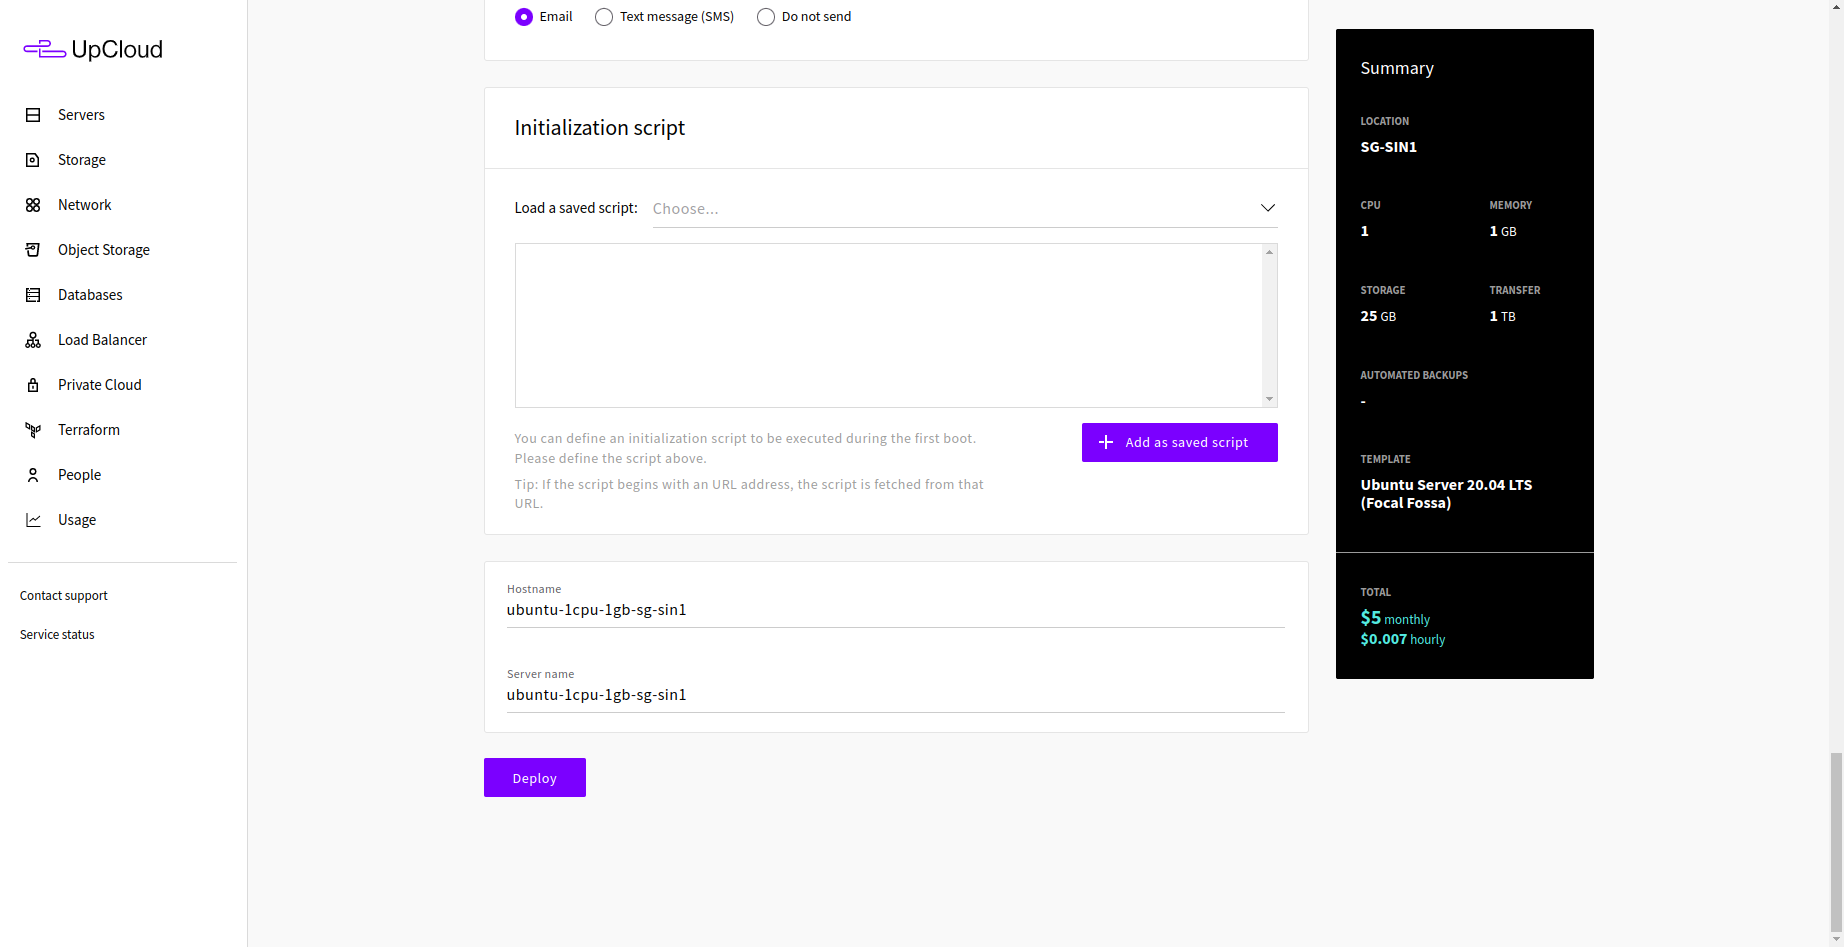 UpCloud
Servers
Storage
Network
Object Storage
Databases
Load Balancer
Private Cloud
Terraform
People
Usage
Contact support
Service status
Email Text message (SMS) Do not send
Initialization script
Load a saved script: Choose...
You can define an initialization script to be executed during the first boot.
Please define the script above.
Tip: If the script begins with an URL address, the script is fetched from that
URL.
Add as saved script
Hostname
ubuntu-1cpu-1gb-sg-sin1
Server name
ubuntu-1cpu-1gb-sg-sin1
Deploy
Summary
LOCATION
SG-SIN1
CPU MEMORY
1 1 GB
STORAGE TRANSFER
25 GB 1 TB
AUTOMATED BACKUPS
-
TEMPLATE
Ubuntu Server 20.04 LTS
(Focal Fossa)
TOTAL
$5 monthly
$0.007 hourly